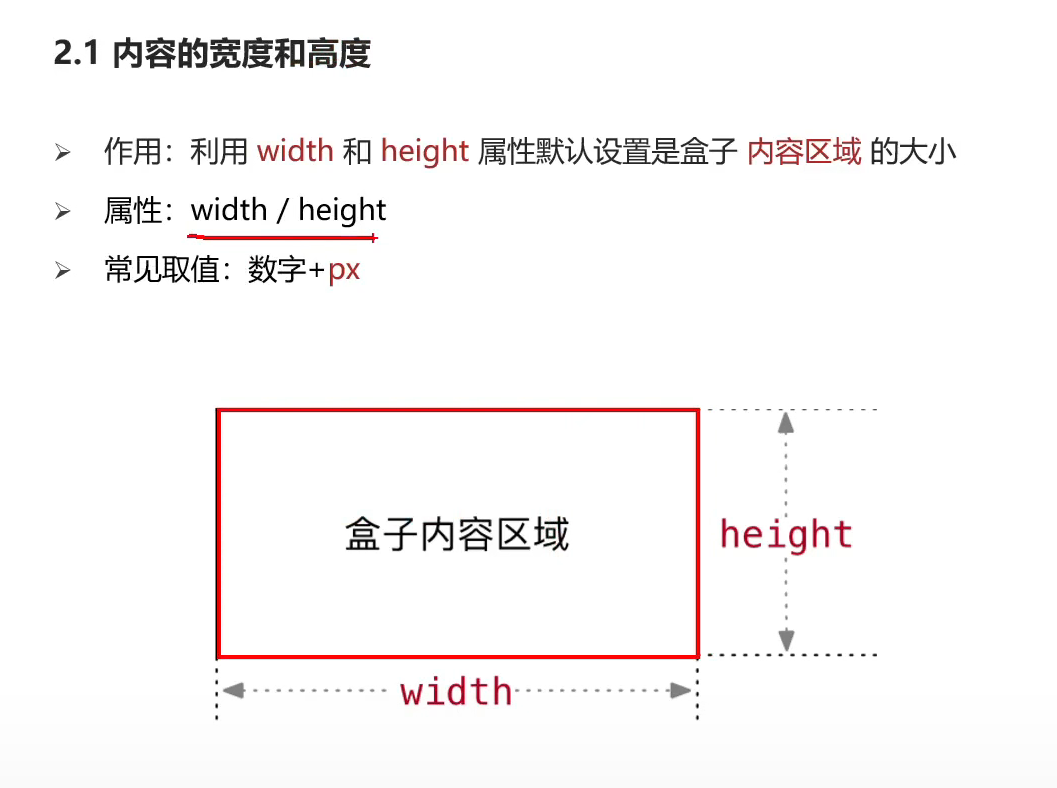 2.1 内容的宽度和高度
作用：利用 width 和 height 属性默认设置是盒子 内容区域 的大小
属性：width / height
常见取值：数字+px
盒子内容区域
height
width